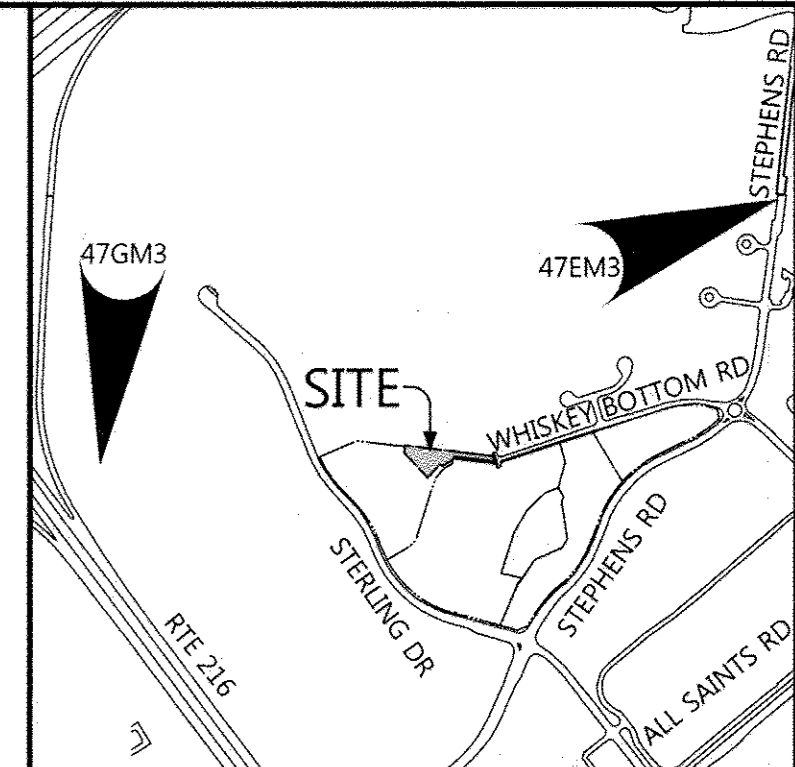 STEPHENS RD
47GM3
47EM3
SITE
WHISKEY BOTTOM RD
STERLING DR
STEPHENS RD
RTE 216
ALL SAINTS RD